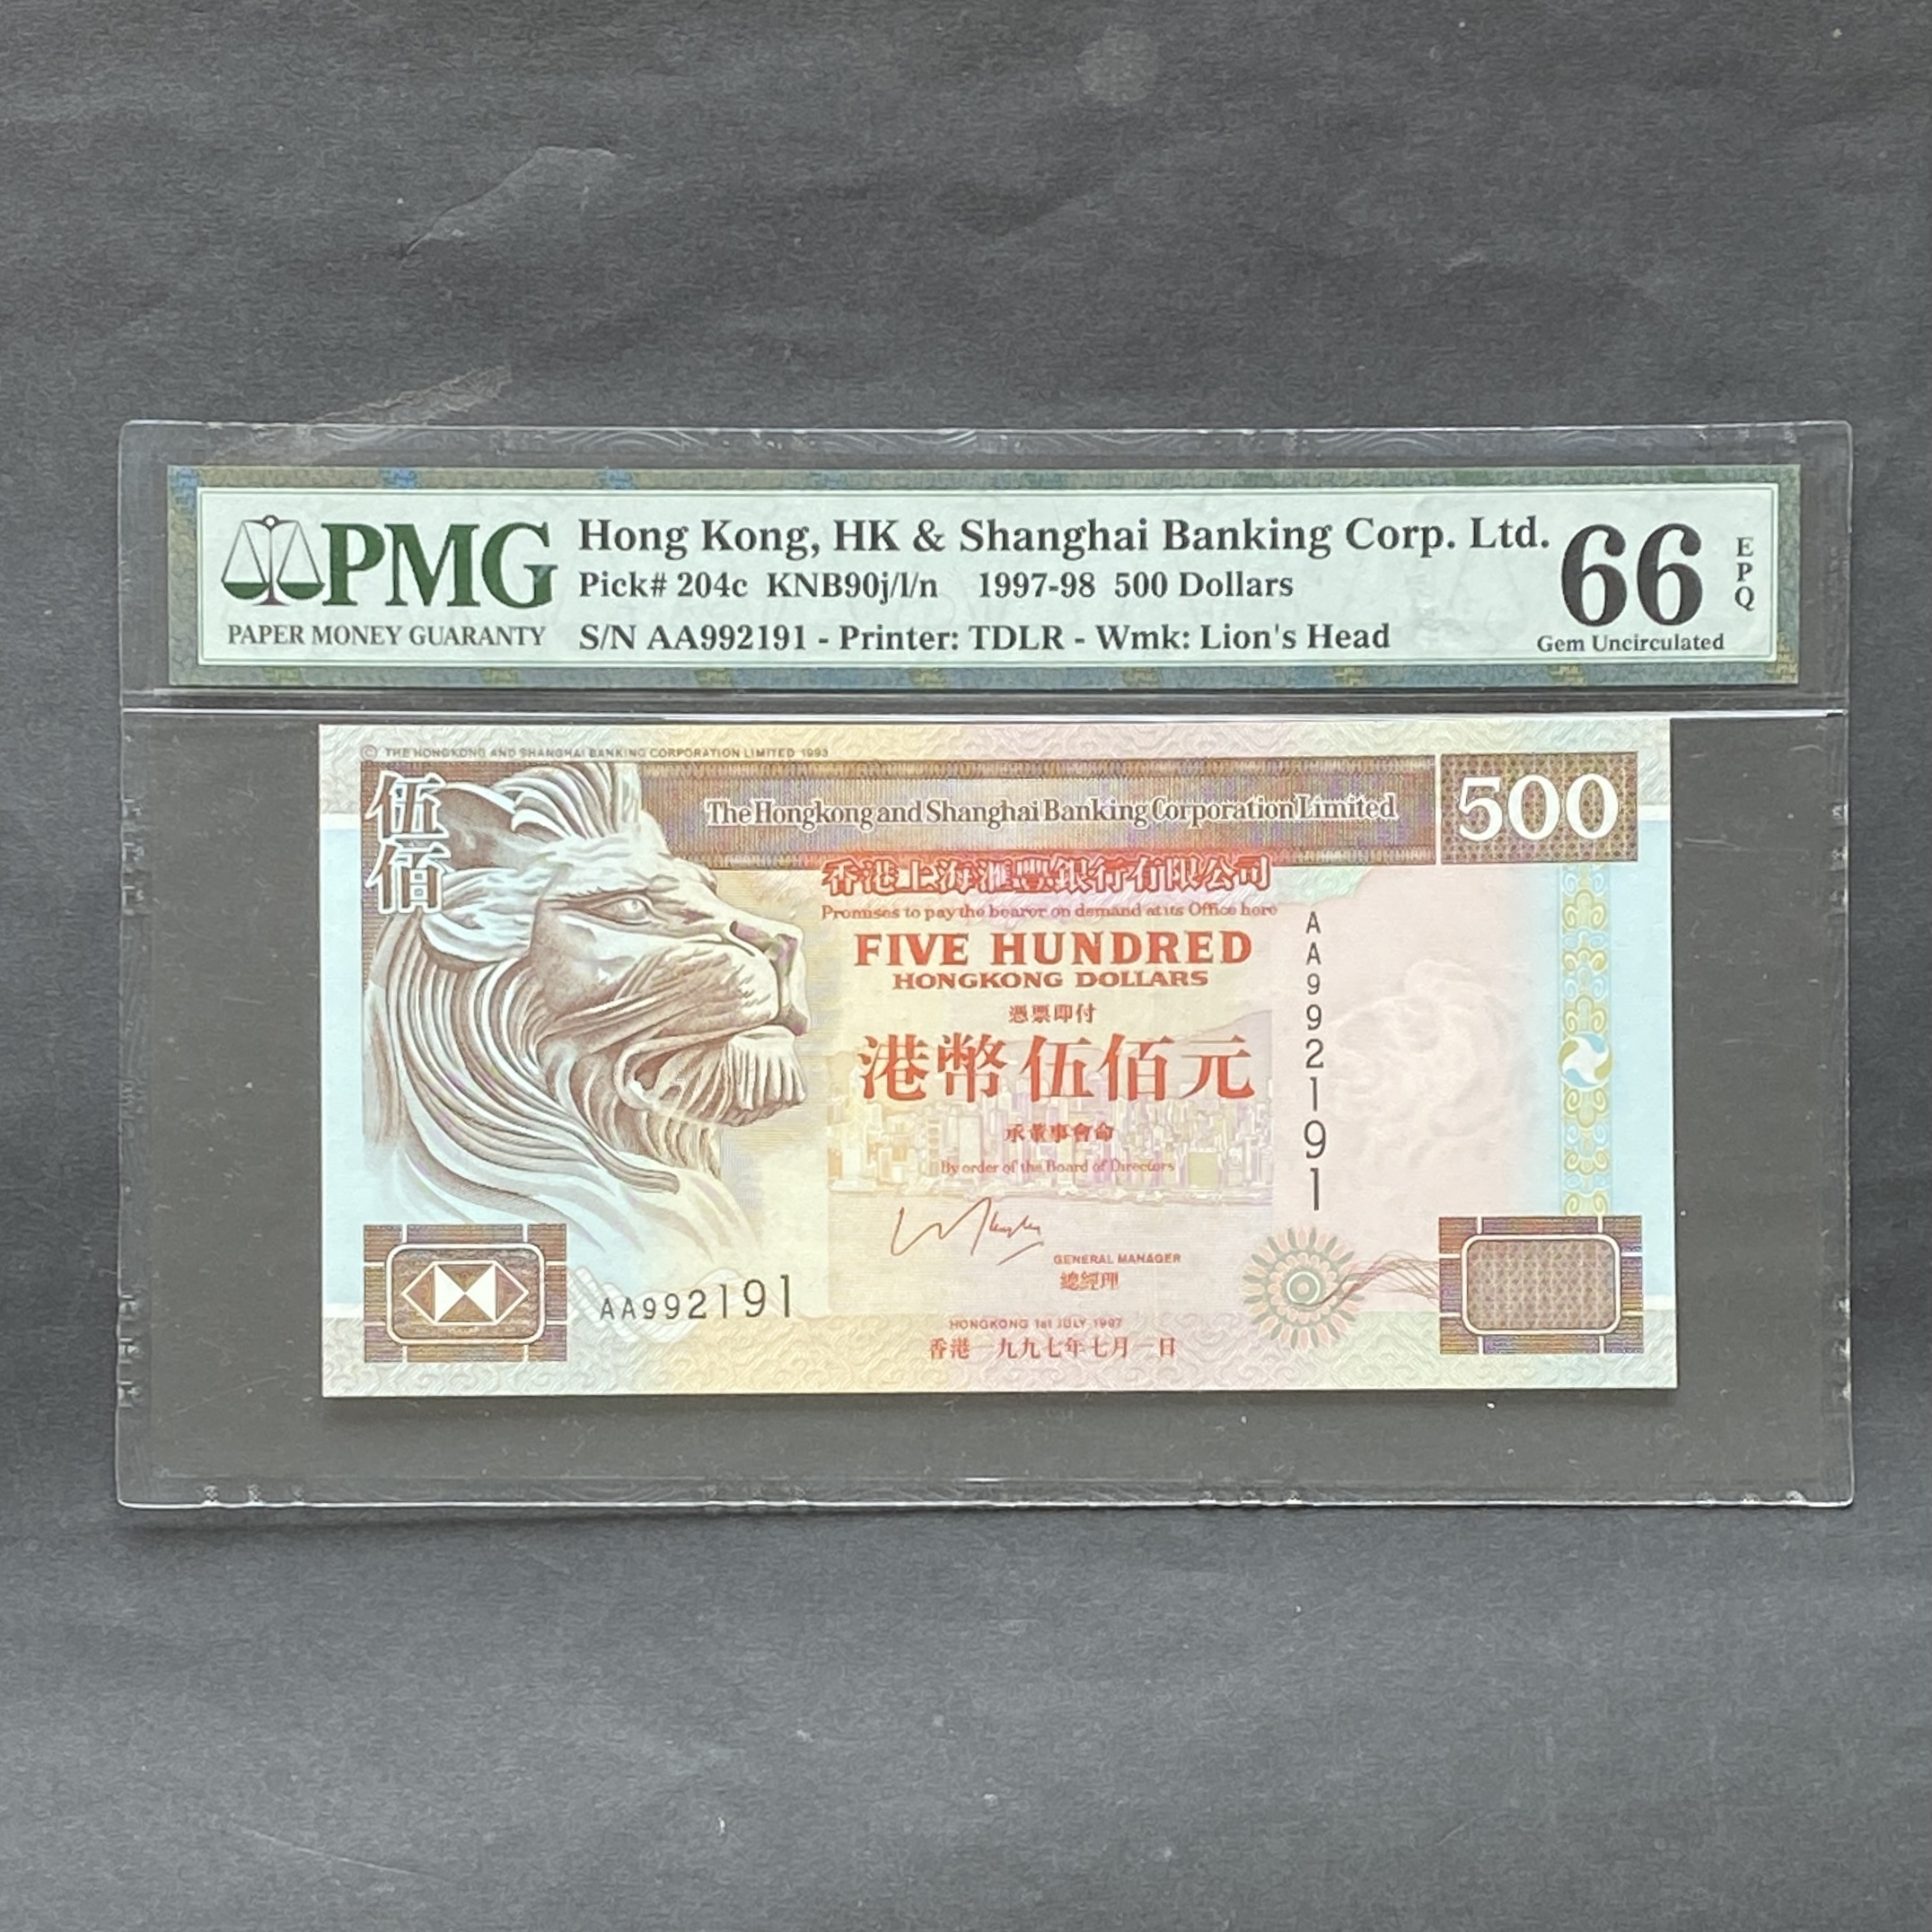 PMG
PAPER MONEY GUARANTY
Hong Kong, HK & Shanghai Banking Corp. Ltd.
Pick# 204c KNB90j/l/n 1997-98 500 Dollars
S/N AA992191 - Printer: TDLR - Wmk: Lion's Head
66
EPQ
Gem Uncirculated
© THE HONGKONG AND SHANGHAI BANKING CORPORATION LIMITED 1993
伍佰
The Hongkong and Shanghai Banking Corporation Limited
500
香港上海滙豐銀行有限公司
Promises to pay the bearer on demand at its Office here
FIVE HUNDRED
HONGKONG DOLLARS
憑票即付
港幣伍佰元
承董事會命
By order of the Board of Directors
AA992191
GENERAL MANAGER
總經理
AA992191
HONGKONG 1st JULY 1997
香港一九九七年七月一日